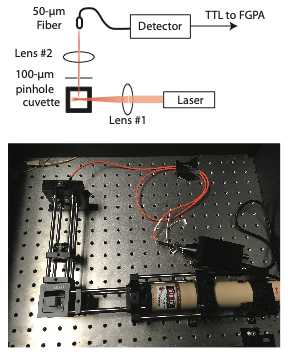 50-μm
Fiber
Detector
TTL to FGPA
Lens #2
100-μm
pinhole
cuvette
Laser
Lens #1